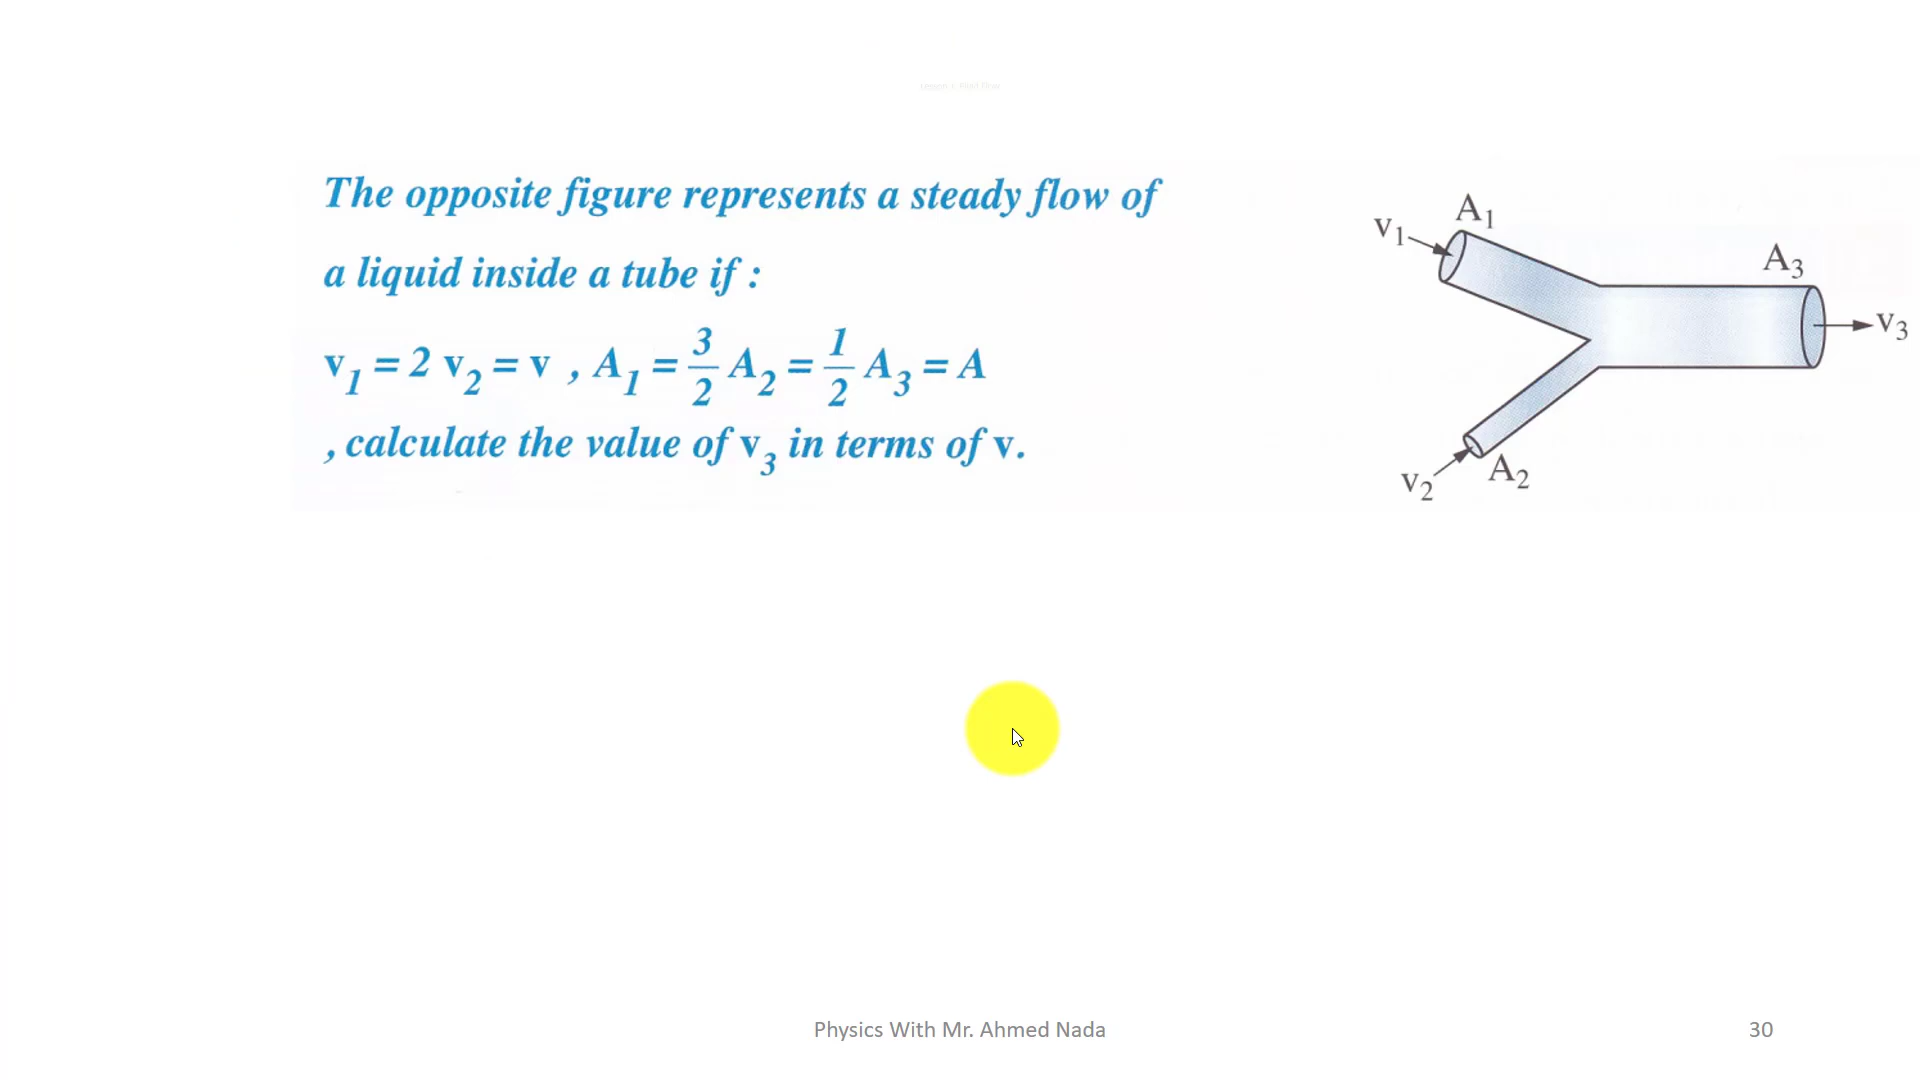 The opposite figure represents a steady flow of
a liquid inside a tube if :
v₁ = 2 v₂ = v , A₁ = 3/2 A₂ = 1/2 A₃ = A
, calculate the value of v₃ in terms of v.
A₁
v₁
A₃
v₃
v₂
A₂
Physics With Mr. Ahmed Nada
30